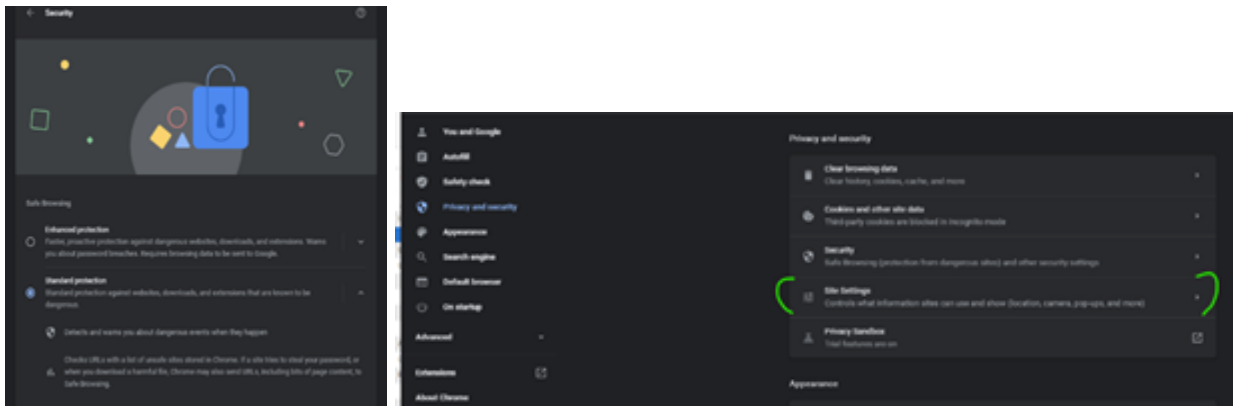 Security
Safe Browsing
Enhanced protection
Faster, proactive protection against dangerous websites, downloads, and extensions. Warns
you about password breaches. Requires browsing data to be sent to Google.
Standard protection
Standard protection against websites, downloads, and extensions that are known to be
dangerous
Detects and warns you about dangerous events when they happen
Checks URLs with a list of unsafe sites stored in Chrome. If a site tries to steal your password, or
when you download a harmful file, Chrome may also send URLs, including bits of page content, to
Safe Browsing.
You and Google
Autofill
Safety check
Privacy and security
Appearance
Search engine
Default browser
On startup
Advanced
Extensions
About Chrome
Privacy and security
Clear browsing data
Clear history, cookies, cache, and more
Cookies and other site data
Third-party cookies are blocked in Incognito mode
Security
Safe Browsing (protection from dangerous sites) and other security settings
Site Settings
Controls what information sites can use and show (location, camera, pop-ups, and more)
Privacy Sandbox
Trial features are on
Appearance